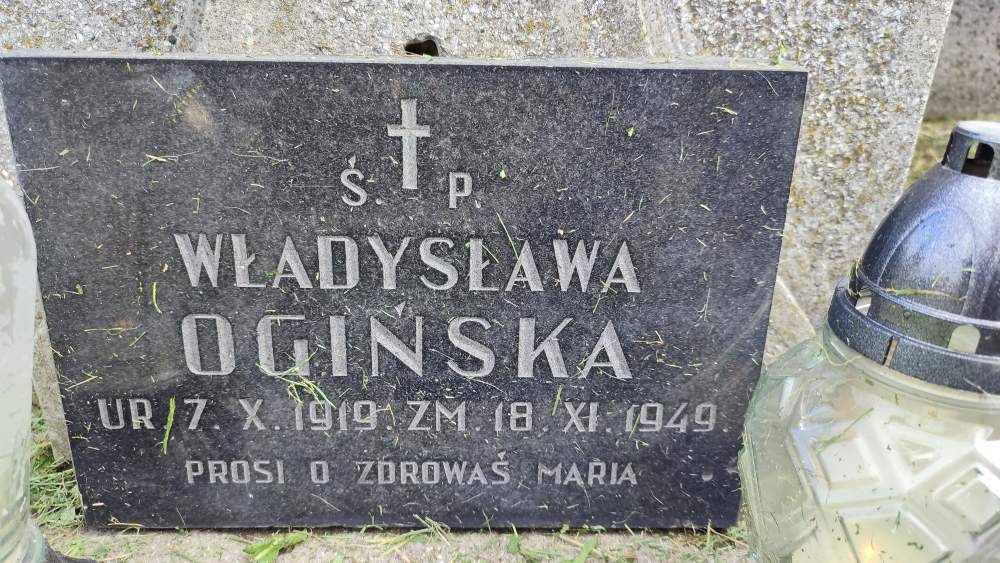 Ś. P.
WŁADYSŁAWA
OGIŃSKA
UR. 7. X. 1919. ZM. 18. XI. 1949.
PROSI O ZDROWAŚ MARIA